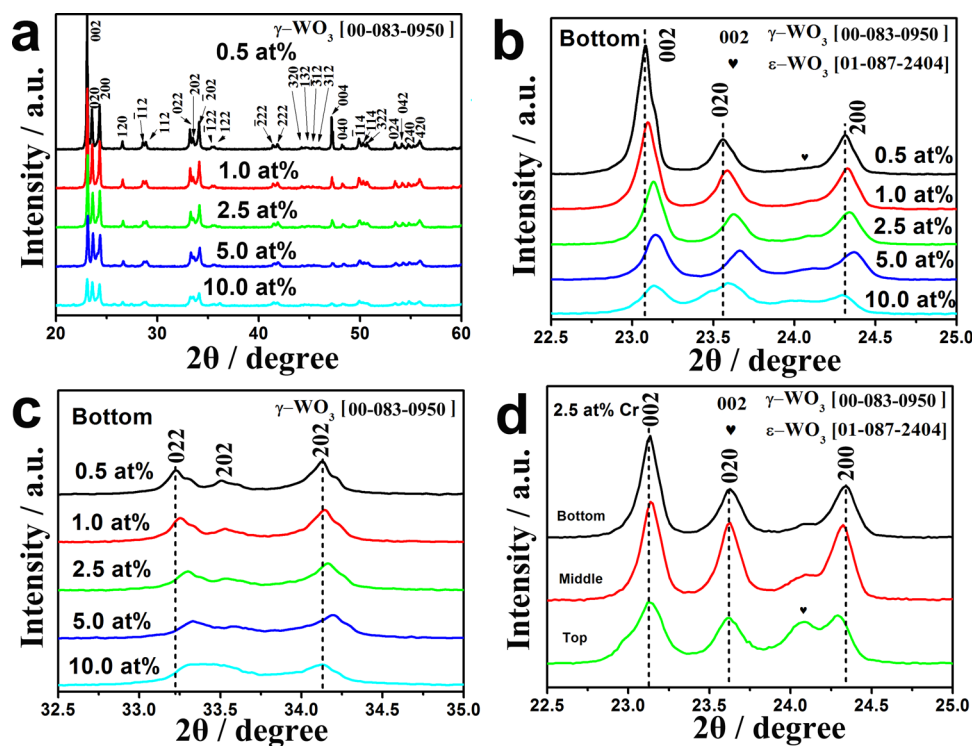 a
γ−WO₃ [00-083-0950 ]
002
0.5 at%
020
200
120
1̄12
112
022
202
2̄02
1̄22
122
2̄22
222
320
1̄32
3̄12
312
004
040
1̄14
114
322
024
042
240
420
1.0 at%
2.5 at%
5.0 at%
10.0 at%
Intensity / a.u.
20 30 40 50 60
2θ / degree
b
Bottom
002
020
200
002 γ−WO₃ [00-083-0950]
♥ ε−WO₃ [01-087-2404]
♥
0.5 at%
1.0 at%
2.5 at%
5.0 at%
10.0 at%
Intensity / a.u.
22.5 23.0 23.5 24.0 24.5 25.0
2θ / degree
c
Bottom
γ−WO₃ [00-083-0950 ]
022
202
202
0.5 at%
1.0 at%
2.5 at%
5.0 at%
10.0 at%
Intensity / a.u.
32.5 33.0 33.5 34.0 34.5 35.0
2θ / degree
d
2.5 at% Cr
002
020
200
002 γ−WO₃ [00-083-0950]
♥ ε−WO₃ [01-087-2404]
Bottom
Middle
♥
Top
Intensity / a.u.
22.5 23.0 23.5 24.0 24.5 25.0
2θ / degree